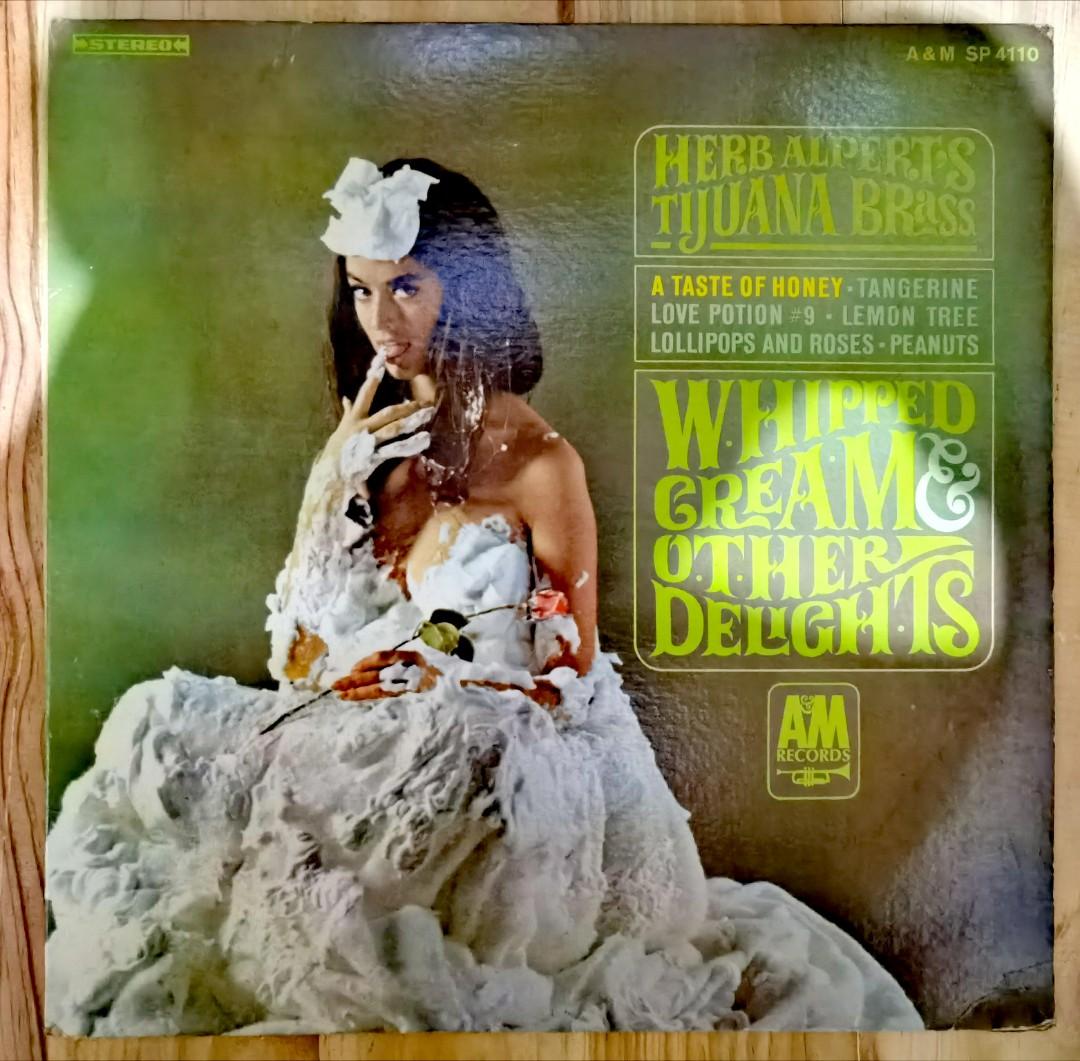 STEREO
A & M SP 4110
HERB ALPERT'S
TIJUANA BRass
A TASTE OF HONEY • TANGERINE
LOVE POTION #9 • LEMON TREE
LOLLIPOPS AND ROSES • PEANUTS
WHIPPED
CREAM &
OTHER
DELIGHTS
A&M
RECORDS